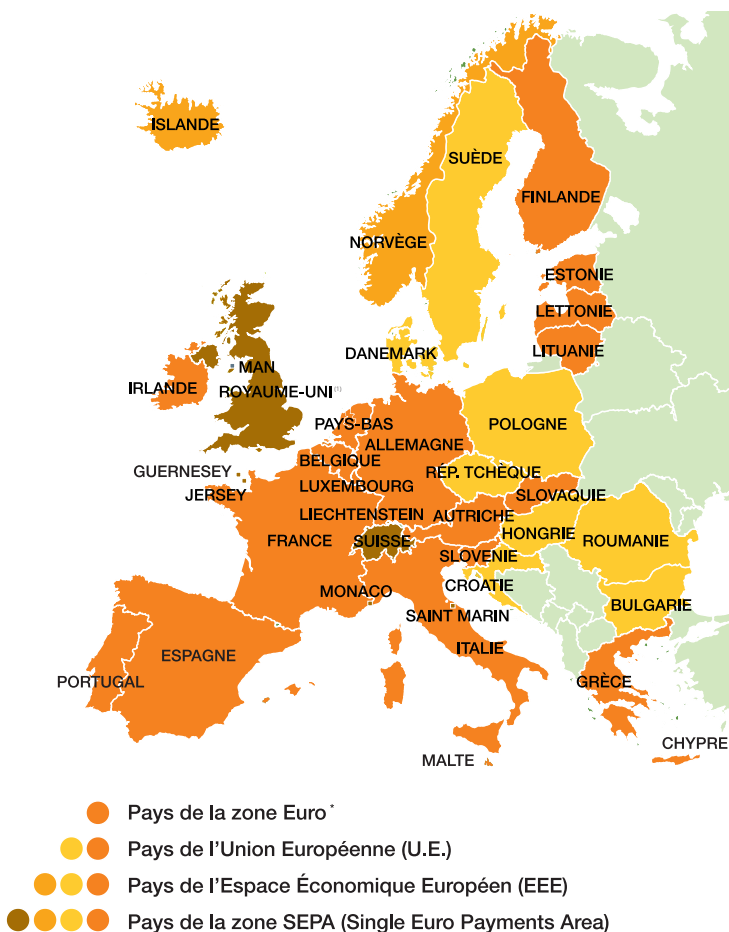 ISLANDE
SUÈDE
FINLANDE
NORVÈGE
ESTONIE
LETTONIE
DANEMARK
LITUANIE
MAN
IRLANDE
ROYAUME-UNI(1)
PAYS-BAS
POLOGNE
ALLEMAGNE
BELGIQUE
GUERNESEY
RÉP. TCHÈQUE
JERSEY
LUXEMBOURG
SLOVAQUIE
LIECHTENSTEIN
AUTRICHE
FRANCE
SUISSE
HONGRIE
ROUMANIE
SLOVENIE
MONACO
CROATIE
BULGARIE
SAINT MARIN
ESPAGNE
ITALIE
PORTUGAL
GRÈCE
CHYPRE
MALTE
Pays de la zone Euro*
Pays de l'Union Européenne (U.E.)
Pays de l'Espace Économique Européen (EEE)
Pays de la zone SEPA (Single Euro Payments Area)